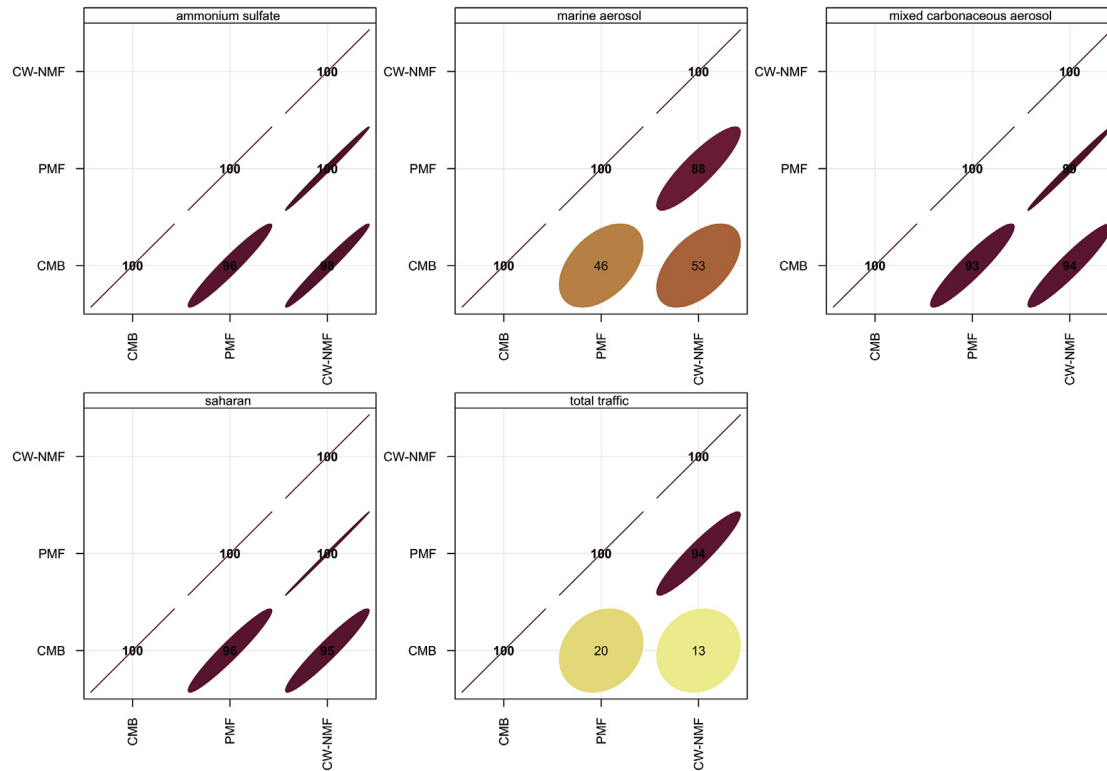 ammonium sulfate
CW-NMF
100
PMF
100
100
CMB
100
96
98
CMB
PMF
CW-NMF
marine aerosol
CW-NMF
100
PMF
100
88
CMB
100
46
53
CMB
PMF
CW-NMF
mixed carbonaceous aerosol
CW-NMF
100
PMF
100
99
CMB
100
93
94
CMB
PMF
CW-NMF
saharan
CW-NMF
100
PMF
100
100
CMB
100
96
95
CMB
PMF
CW-NMF
total traffic
CW-NMF
100
PMF
100
94
CMB
100
20
13
CMB
PMF
CW-NMF